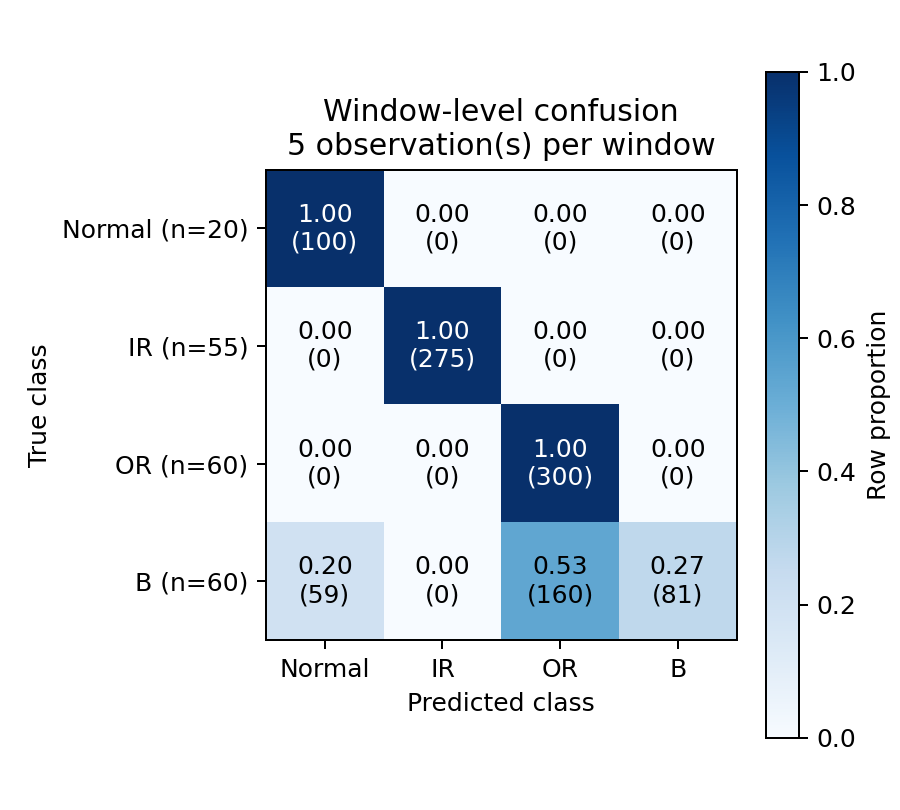 Window-level confusion
5 observation(s) per window
True class
Normal (n=20)
1.00
(100)
0.00
(0)
0.00
(0)
0.00
(0)
IR (n=55)
0.00
(0)
1.00
(275)
0.00
(0)
0.00
(0)
OR (n=60)
0.00
(0)
0.00
(0)
1.00
(300)
0.00
(0)
B (n=60)
0.20
(59)
0.00
(0)
0.53
(160)
0.27
(81)
Normal
IR
OR
B
Predicted class
1.0
0.8
0.6
0.4
0.2
0.0
Row proportion